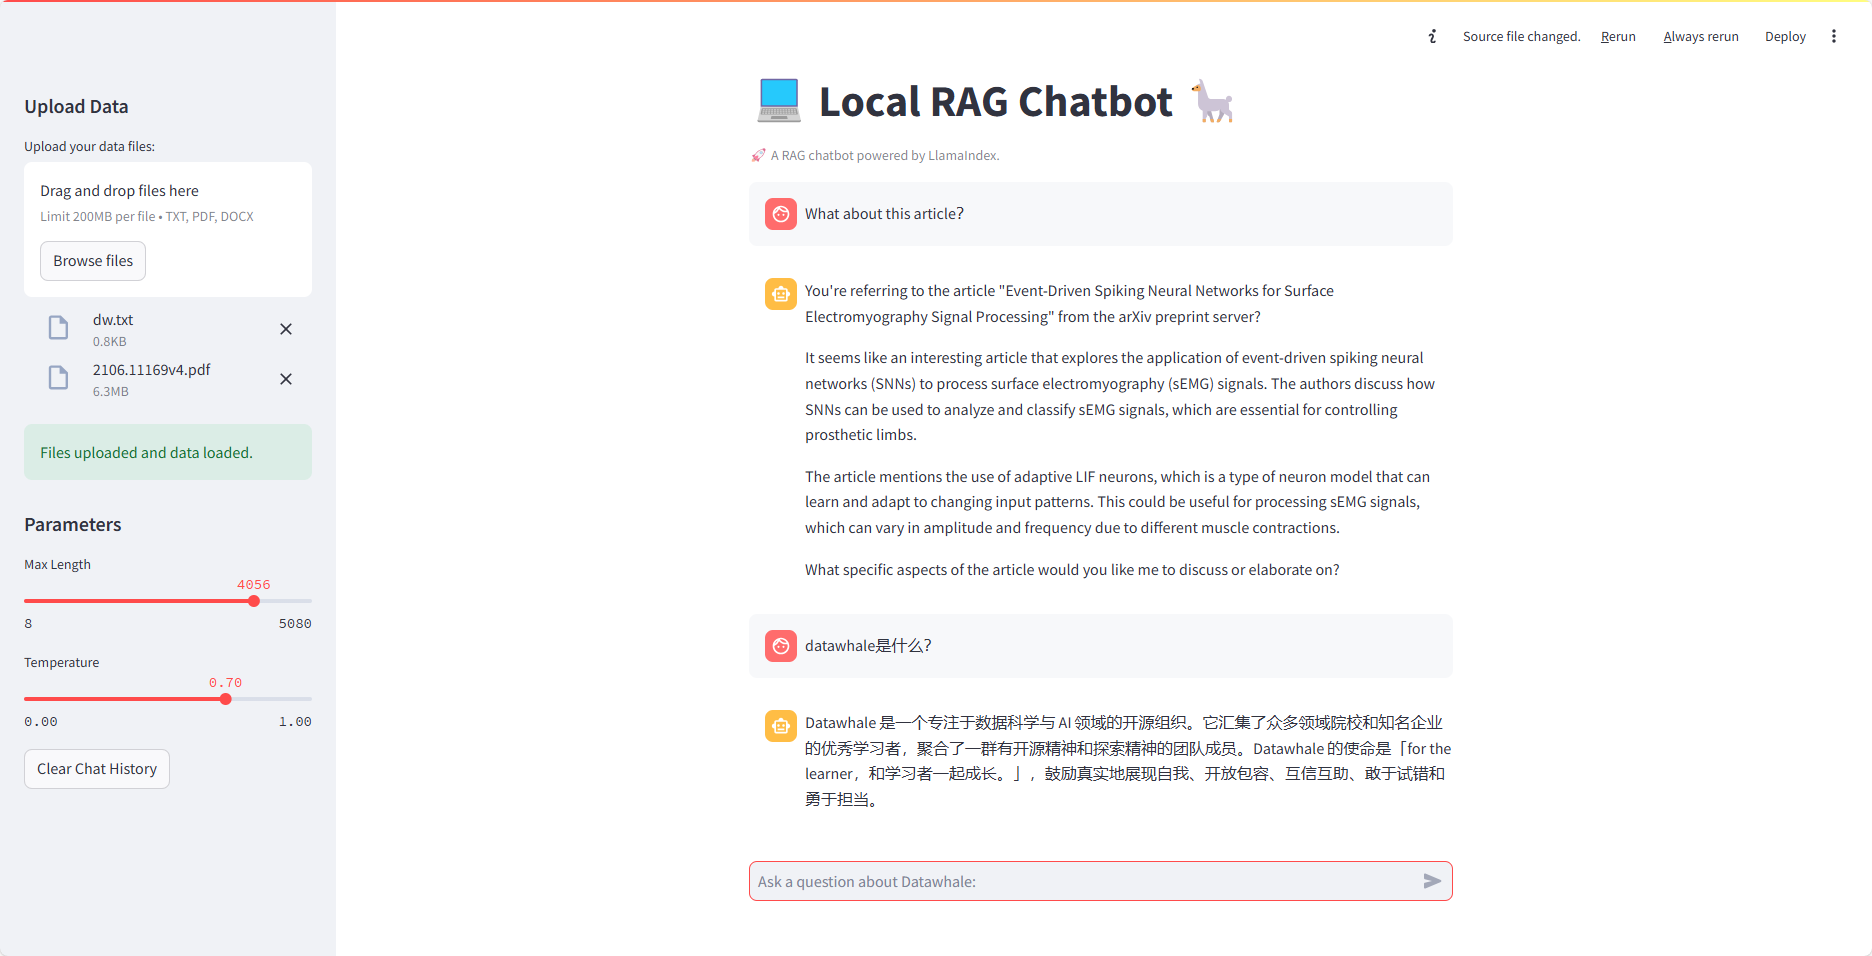 Source file changed. Rerun Always rerun Deploy
Upload Data
Upload your data files:
Drag and drop files here
Limit 200MB per file • TXT, PDF, DOCX
Browse files
dw.txt
0.8KB
2106.11169v4.pdf
6.3MB
Files uploaded and data loaded.
Parameters
Max Length
4056
8 5080
Temperature
0.70
0.00 1.00
Clear Chat History
Local RAG Chatbot
A RAG chatbot powered by LlamaIndex.
What about this article?
You're referring to the article "Event-Driven Spiking Neural Networks for Surface
Electromyography Signal Processing" from the arXiv preprint server?
It seems like an interesting article that explores the application of event-driven spiking neural
networks (SNNs) to process surface electromyography (sEMG) signals. The authors discuss how
SNNs can be used to analyze and classify sEMG signals, which are essential for controlling
prosthetic limbs.
The article mentions the use of adaptive LIF neurons, which is a type of neuron model that can
learn and adapt to changing input patterns. This could be useful for processing sEMG signals,
which can vary in amplitude and frequency due to different muscle contractions.
What specific aspects of the article would you like me to discuss or elaborate on?
datawhale是什么?
Datawhale 是一个专注于数据科学与 AI 领域的开源组织。它汇集了众多领域院校和知名企业
的优秀学习者，聚合了一群有开源精神和探索精神的团队成员。Datawhale 的使命是「for the
learner，和学习者一起成长。」，鼓励真实地展现自我、开放包容、互信互助、敢于试错和
勇于担当。
Ask a question about Datawhale: